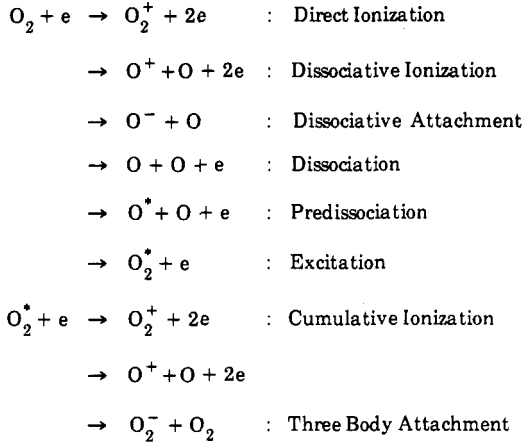 O₂ + e → O₂⁺ + 2e : Direct Ionization
→ O⁺ + O + 2e : Dissociative Ionization
→ O⁻ + O : Dissociative Attachment
→ O + O + e : Dissociation
→ O* + O + e : Predissociation
→ O₂* + e : Excitation
O₂* + e → O₂⁺ + 2e : Cumulative Ionization
→ O⁺ + O + 2e
→ O₂⁻ + O₂ : Three Body Attachment